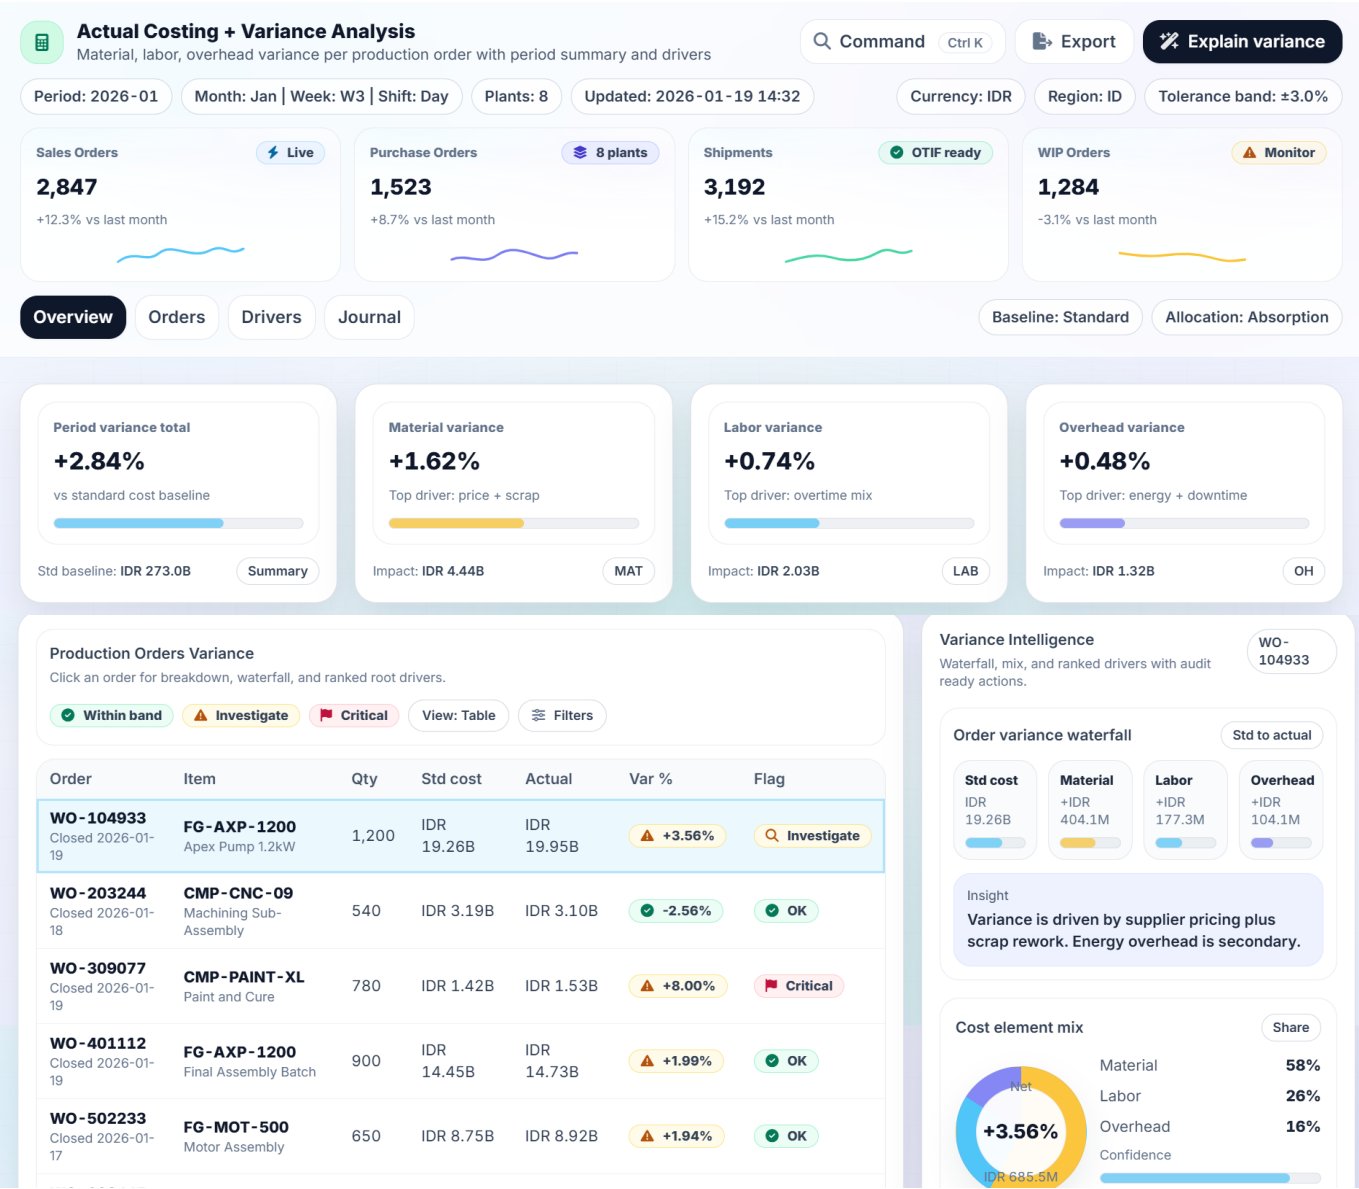 Actual Costing + Variance Analysis
Material, labor, overhead variance per production order with period summary and drivers
Command Ctrl K
Export
Explain variance
Period: 2026-01
Month: Jan | Week: W3 | Shift: Day
Plants: 8
Updated: 2026-01-19 14:32
Currency: IDR
Region: ID
Tolerance band: ±3.0%
Sales Orders
Live
2,847
+12.3% vs last month
Purchase Orders
8 plants
1,523
+8.7% vs last month
Shipments
OTIF ready
3,192
+15.2% vs last month
WIP Orders
Monitor
1,284
-3.1% vs last month
Overview
Orders
Drivers
Journal
Baseline: Standard
Allocation: Absorption
Period variance total
+2.84%
vs standard cost baseline
Std baseline: IDR 273.0B
Summary
Material variance
+1.62%
Top driver: price + scrap
Impact: IDR 4.44B
MAT
Labor variance
+0.74%
Top driver: overtime mix
Impact: IDR 2.03B
LAB
Overhead variance
+0.48%
Top driver: energy + downtime
Impact: IDR 1.32B
OH
Production Orders Variance
Click an order for breakdown, waterfall, and ranked root drivers.
Within band
Investigate
Critical
View: Table
Filters
Order Item Qty Std cost Actual Var % Flag
WO-104933
Closed 2026-01-
19
FG-AXP-1200
Apex Pump 1.2kW
1,200
IDR
19.26B
IDR
19.95B
+3.56%
Investigate
WO-203244
Closed 2026-01-
18
CMP-CNC-09
Machining Sub-
Assembly
540
IDR 3.19B
IDR 3.10B
-2.56%
OK
WO-309077
Closed 2026-01-
19
CMP-PAINT-XL
Paint and Cure
780
IDR 1.42B
IDR 1.53B
+8.00%
Critical
WO-401112
Closed 2026-01-
19
FG-AXP-1200
Final Assembly Batch
900
IDR
14.45B
IDR
14.73B
+1.99%
OK
WO-502233
Closed 2026-01-
17
FG-MOT-500
Motor Assembly
650
IDR 8.75B
IDR 8.92B
+1.94%
OK
Variance Intelligence
Waterfall, mix, and ranked drivers with audit
ready actions.
WO-
104933
Order variance waterfall
Std to actual
Std cost
IDR
19.26B
Material
+IDR
404.1M
Labor
+IDR
177.3M
Overhead
+IDR
104.1M
Insight
Variance is driven by supplier pricing plus
scrap rework. Energy overhead is secondary.
Cost element mix
Share
Net
+3.56%
IDR 685.5M
Material 58%
Labor 26%
Overhead 16%
Confidence